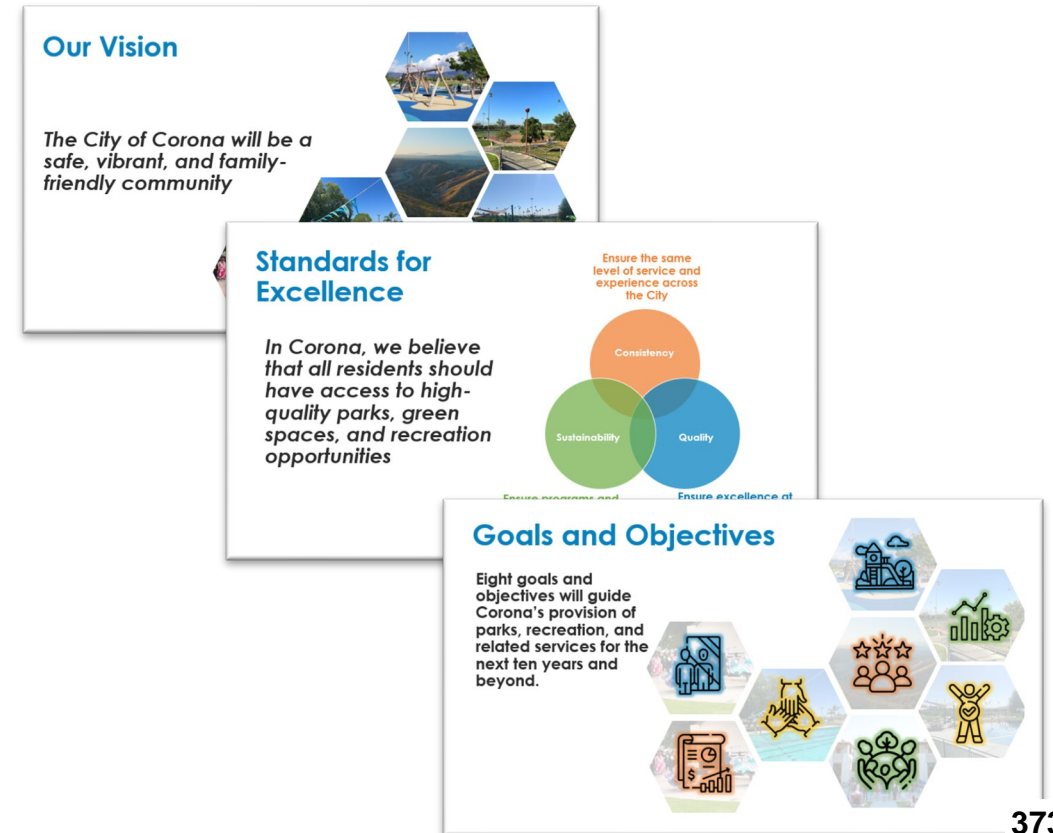 Our Vision
The City of Corona will be a
safe, vibrant, and family-
friendly community
Standards for
Excellence
In Corona, we believe
that all residents should
have access to high-
quality parks, green
spaces, and recreation
opportunities
Ensure the same
level of service and
experience across
the City
Consistency
Sustainability
Quality
Ensure programs and
Ensure excellence at
Goals and Objectives
Eight goals and
objectives will guide
Corona's provision of
parks, recreation, and
related services for the
next ten years and
beyond.
$
373